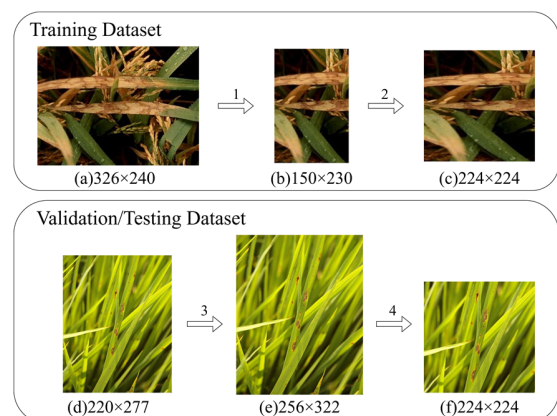 Training Dataset
1
2
(a)326×240
(b)150×230
(c)224×224
Validation/Testing Dataset
3
4
(d)220×277
(e)256×322
(f)224×224